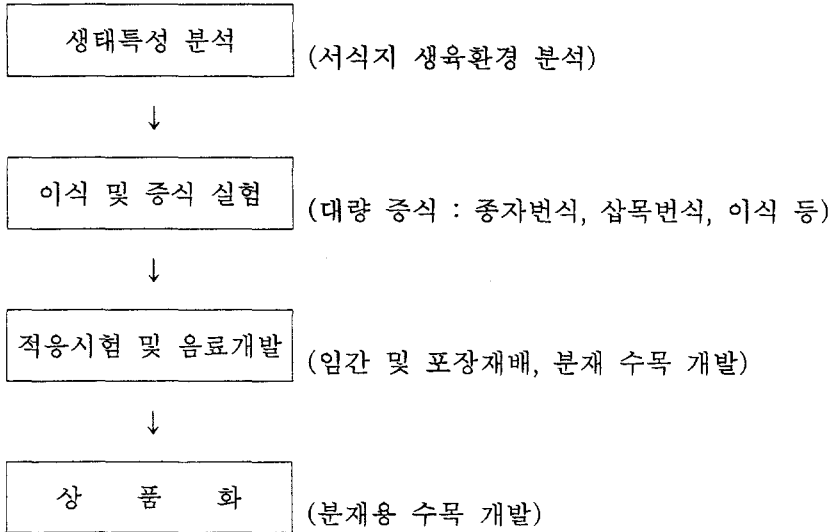 생태특성 분석 (서식지 생육환경 분석)
↓
이식 및 증식 실험 (대량 증식 : 종자번식, 삽목번식, 이식 등)
↓
적응시험 및 음료개발 (임간 및 포장재배, 분재 수목 개발)
↓
상 품 화 (분재용 수목 개발)